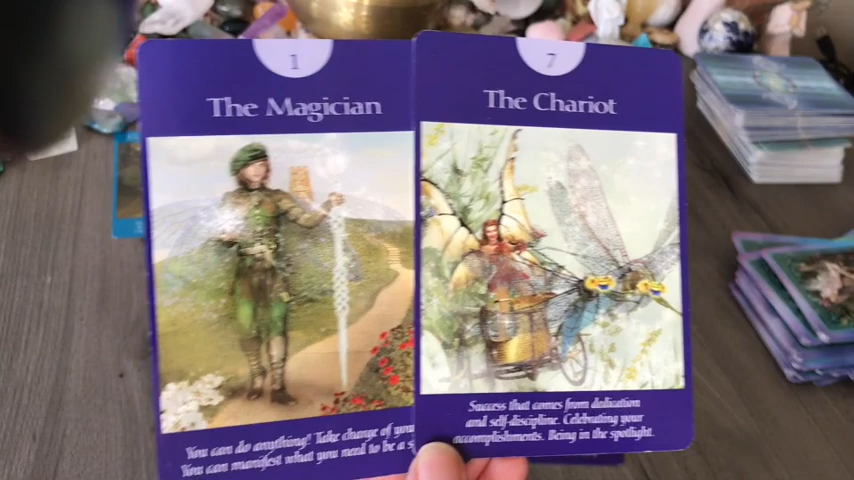 1
The Magician
You can do anything! Take charge of
You can manifest what you need to be a
7
The Chariot
Success that comes from dedication
and self-discipline. Celebrating your
accomplishments. Being in the spotlight.